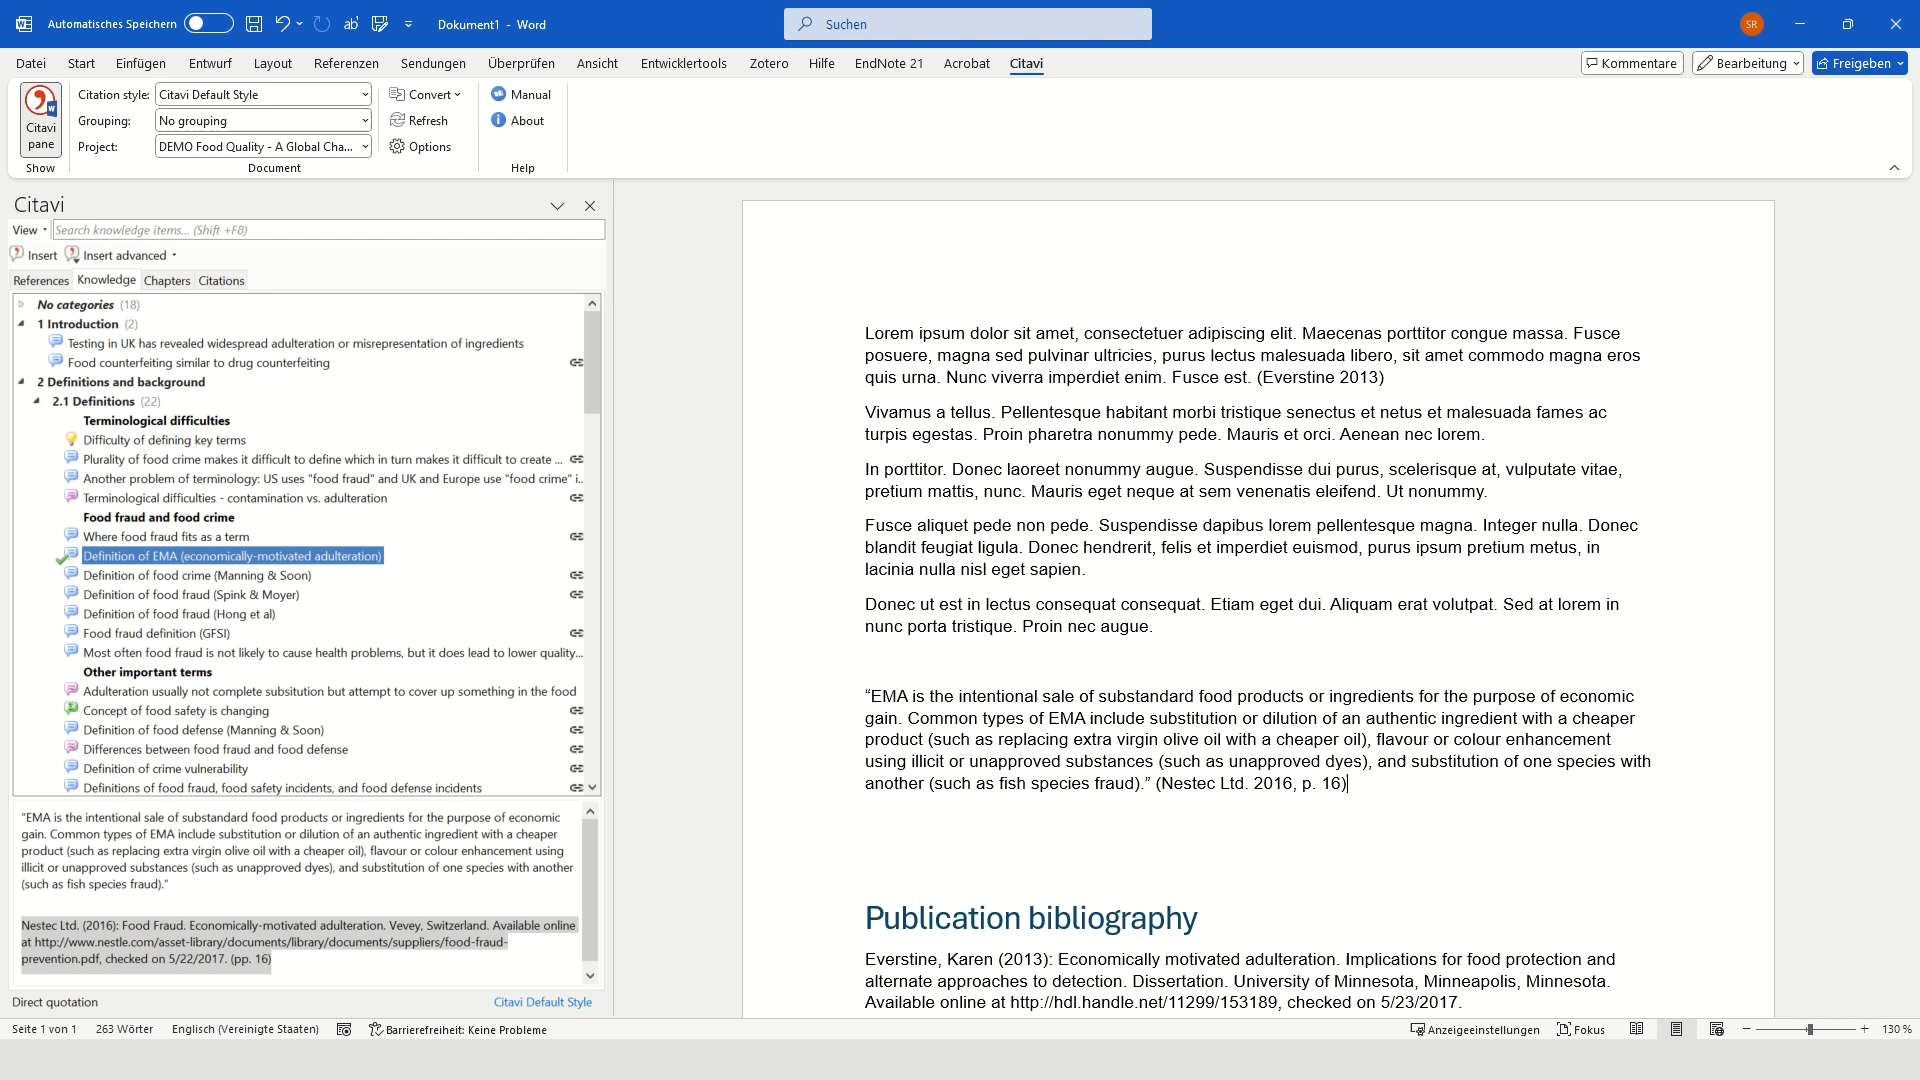 Automatisches Speichern
ab
Dokument1 - Word
Suchen
SR
Datei Start Einfügen Entwurf Layout Referenzen Sendungen Überprüfen Ansicht Entwicklertools Zotero Hilfe EndNote 21 Acrobat Citavi
Kommentare Bearbeitung Freigeben
Citavi pane
Show
Citation style: Citavi Default Style
Grouping: No grouping
Project: DEMO Food Quality - A Global Cha...
Document
Convert
Refresh
Options
Manual
About
Help
Citavi
View Search knowledge items... (Shift +F8)
Insert Insert advanced
References Knowledge Chapters Citations
No categories (18)
1 Introduction (2)
Testing in UK has revealed widespread adulteration or misrepresentation of ingredients
Food counterfeiting similar to drug counterfeiting
2 Definitions and background
2.1 Definitions (22)
Terminological difficulties
Difficulty of defining key terms
Plurality of food crime makes it difficult to define which in turn makes it difficult to create ...
Another problem of terminology: US uses "food fraud" and UK and Europe use "food crime" i...
Terminological difficulties - contamination vs. adulteration
Food fraud and food crime
Where food fraud fits as a term
Definition of EMA (economically-motivated adulteration)
Definition of food crime (Manning & Soon)
Definition of food fraud (Spink & Moyer)
Definition of food fraud (Hong et al)
Food fraud definition (GFSI)
Most often food fraud is not likely to cause health problems, but it does lead to lower quality...
Other important terms
Adulteration usually not complete subsitution but attempt to cover up something in the food
Concept of food safety is changing
Definition of food defense (Manning & Soon)
Differences between food fraud and food defense
Definition of crime vulnerability
Definitions of food fraud, food safety incidents, and food defense incidents
“EMA is the intentional sale of substandard food products or ingredients for the purpose of economic
gain. Common types of EMA include substitution or dilution of an authentic ingredient with a cheaper
product (such as replacing extra virgin olive oil with a cheaper oil), flavour or colour enhancement using
illicit or unapproved substances (such as unapproved dyes), and substitution of one species with another
(such as fish species fraud).”
Nestec Ltd. (2016): Food Fraud. Economically-motivated adulteration. Vevey, Switzerland. Available online
at http://www.nestle.com/asset-library/documents/library/documents/suppliers/food-fraud-
prevention.pdf, checked on 5/22/2017. (pp. 16)
Direct quotation Citavi Default Style
Lorem ipsum dolor sit amet, consectetuer adipiscing elit. Maecenas porttitor congue massa. Fusce
posuere, magna sed pulvinar ultricies, purus lectus malesuada libero, sit amet commodo magna eros
quis urna. Nunc viverra imperdiet enim. Fusce est. (Everstine 2013)
Vivamus a tellus. Pellentesque habitant morbi tristique senectus et netus et malesuada fames ac
turpis egestas. Proin pharetra nonummy pede. Mauris et orci. Aenean nec lorem.
In porttitor. Donec laoreet nonummy augue. Suspendisse dui purus, scelerisque at, vulputate vitae,
pretium mattis, nunc. Mauris eget neque at sem venenatis eleifend. Ut nonummy.
Fusce aliquet pede non pede. Suspendisse dapibus lorem pellentesque magna. Integer nulla. Donec
blandit feugiat ligula. Donec hendrerit, felis et imperdiet euismod, purus ipsum pretium metus, in
lacinia nulla nisl eget sapien.
Donec ut est in lectus consequat consequat. Etiam eget dui. Aliquam erat volutpat. Sed at lorem in
nunc porta tristique. Proin nec augue.
“EMA is the intentional sale of substandard food products or ingredients for the purpose of economic
gain. Common types of EMA include substitution or dilution of an authentic ingredient with a cheaper
product (such as replacing extra virgin olive oil with a cheaper oil), flavour or colour enhancement
using illicit or unapproved substances (such as unapproved dyes), and substitution of one species with
another (such as fish species fraud).” (Nestec Ltd. 2016, p. 16)
Publication bibliography
Everstine, Karen (2013): Economically motivated adulteration. Implications for food protection and
alternate approaches to detection. Dissertation. University of Minnesota, Minneapolis, Minnesota.
Available online at http://hdl.handle.net/11299/153189, checked on 5/23/2017.
Seite 1 von 1 263 Wörter Englisch (Vereinigte Staaten) Barrierefreiheit: Keine Probleme
Anzeigeeinstellungen Fokus 130 %